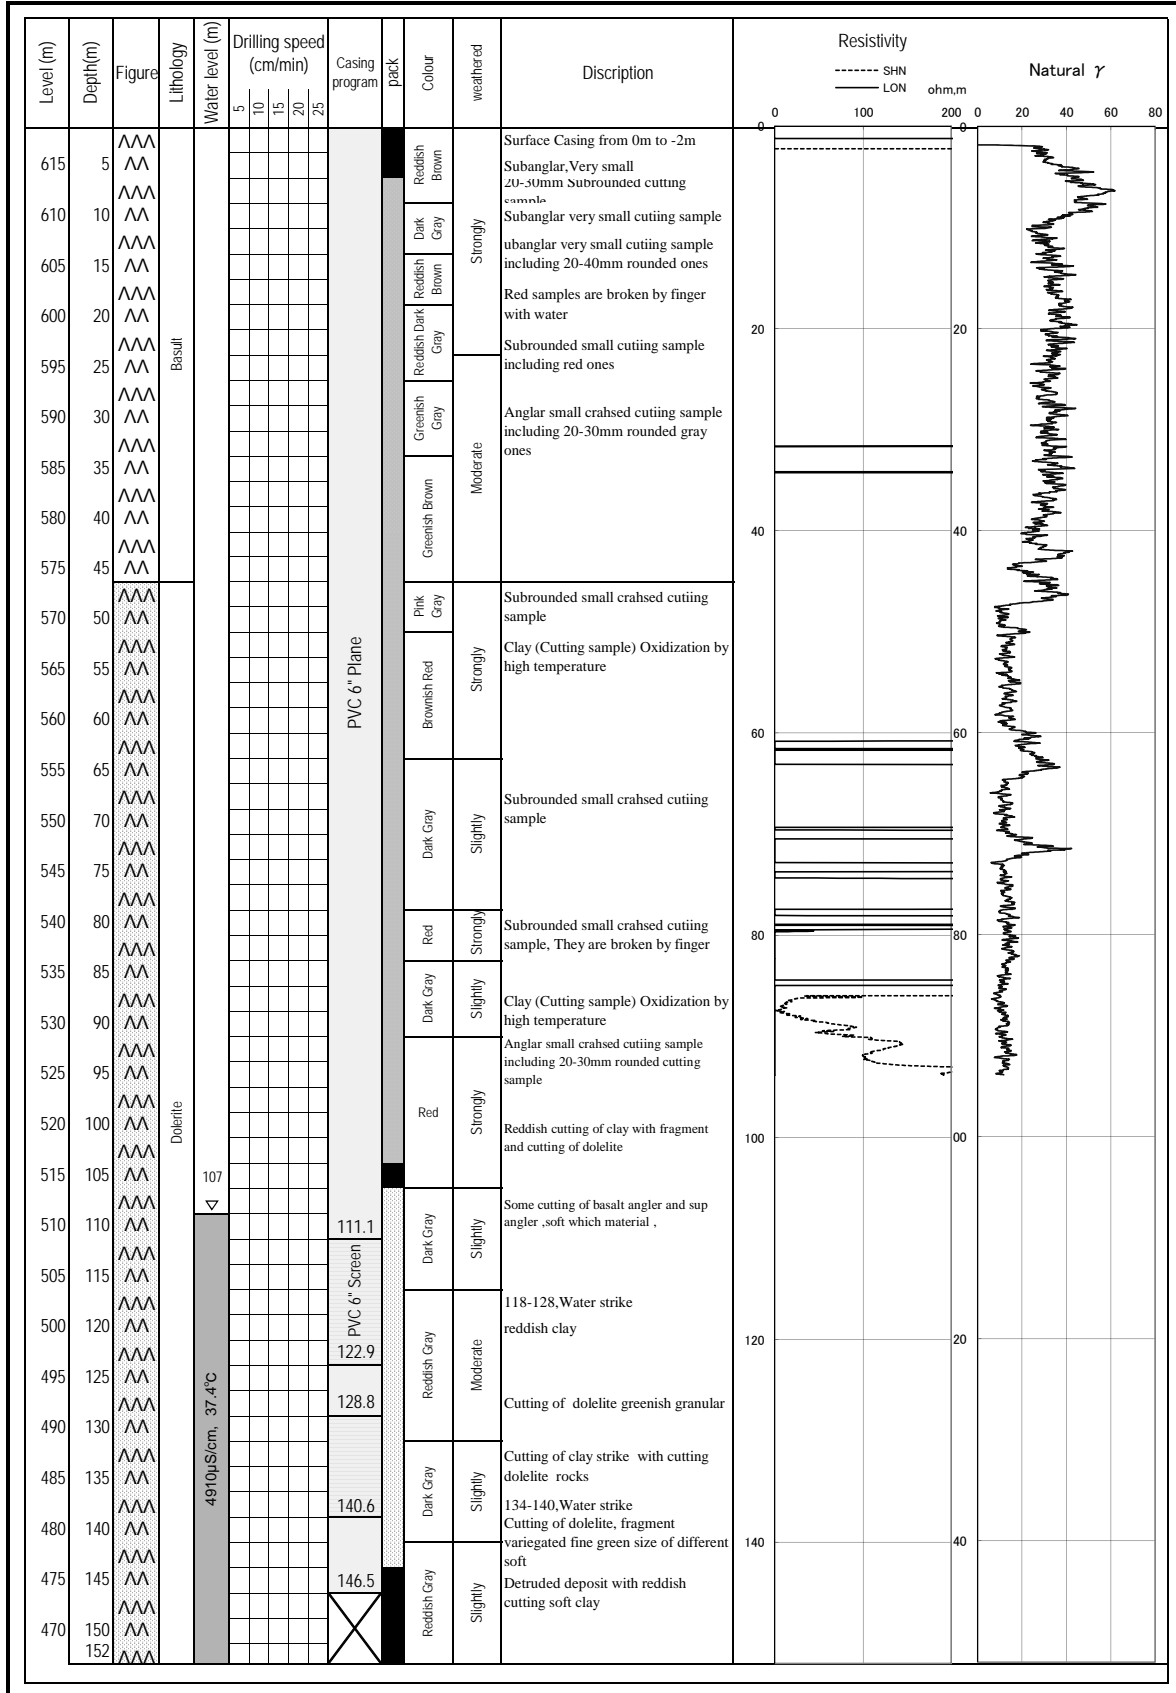 Level (m)
Depth(m)
Figure
Lithology
Water level (m)
Drilling speed
(cm/min)
5
10
15
20
25
Casing
program
pack
Colour
weathered
Discription
Resistivity
SHN
LON
ohm,m
0
100
200
Natural γ
0
20
40
60
80
615
610
605
600
595
590
585
580
575
570
565
560
555
550
545
540
535
530
525
520
515
510
505
500
495
490
485
480
475
470
5
10
15
20
25
30
35
40
45
50
55
60
65
70
75
80
85
90
95
100
105
110
115
120
125
130
135
140
145
150
152
Basult
Dolerite
107
4910μS/cm, 37.4℃
PVC 6" Plane
111.1
PVC 6" Screen
122.9
128.8
140.6
146.5
Reddish
Brown
Dark
Gray
Reddish
Brown
Reddish Dark
Gray
Greenish
Gray
Greenish Brown
Pink
Gray
Brownish Red
Dark Gray
Red
Dark Gray
Red
Dark Gray
Reddish Gray
Dark Gray
Reddish Gray
Strongly
Moderate
Strongly
Slightly
Strongly
Slightly
Strongly
Slightly
Moderate
Slightly
Slightly
Surface Casing from 0m to -2m
Subanglar,Very small
20-30mm Subrounded cutting
sample
Subanglar very small cutiing sample
ubanglar very small cutiing sample
including 20-40mm rounded ones
Red samples are broken by finger
with water
Subrounded small cutiing sample
including red ones
Anglar small crahsed cutiing sample
including 20-30mm rounded gray
ones
Subrounded small crahsed cutiing
sample
Clay (Cutting sample) Oxidization by
high temperature
Subrounded small crahsed cutiing
sample
Subrounded small crahsed cutiing
sample, They are broken by finger
Clay (Cutting sample) Oxidization by
high temperature
Anglar small crahsed cutiing sample
including 20-30mm rounded cutting
sample
Reddish cutting of clay with fragment
and cutting of dolelite
Some cutting of basalt angler and sup
angler ,soft which material ,
118-128,Water strike
reddish clay
Cutting of dolelite greenish granular
Cutting of clay strike with cutting
dolelite rocks
134-140,Water strike
Cutting of dolelite, fragment
variegated fine green size of different
soft
Detruded deposit with reddish
cutting soft clay
0
20
40
60
80
100
120
140
0
20
40
60
80
00
20
40